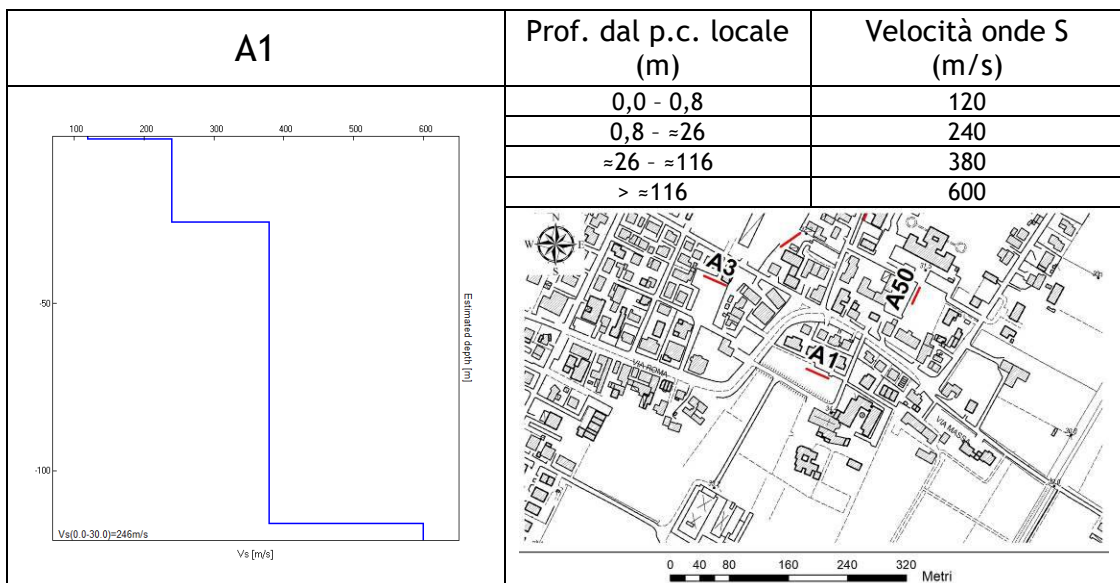 A1
Prof. dal p.c. locale
(m)
Velocità onde S
(m/s)
0,0 – 0,8
120
0,8 – ≈26
240
≈26 – ≈116
380
> ≈116
600
100
200
300
400
500
600
-50
-100
Estimated depth [m]
Vs(0.0-30.0)=246m/s
Vs [m/s]
N
W
E
S
A3
A50
A1
VIA ROMA
VIA MASSA
0
40
80
160
240
320
Metri